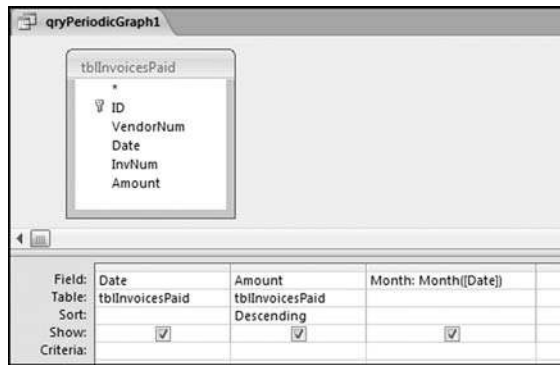 qryPeriodicGraph1
tblInvoicesPaid
*
ID
VendorNum
Date
InvNum
Amount
Field: Date Amount Month: Month([Date])
Table: tblInvoicesPaid tblInvoicesPaid
Sort: Descending
Show:
Criteria: